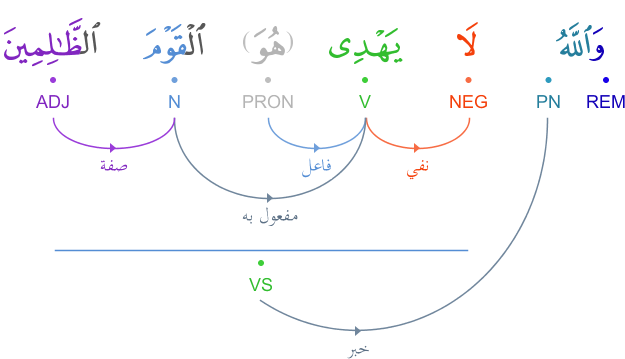 وَٱللَّهُ لَا يَهْدِى (هُوَ) ٱلْقَوْمَ ٱلظَّـٰلِمِينَ
REM PN NEG V PRON N ADJ
نفي فاعل صفة
مفعول به
VS
خبر